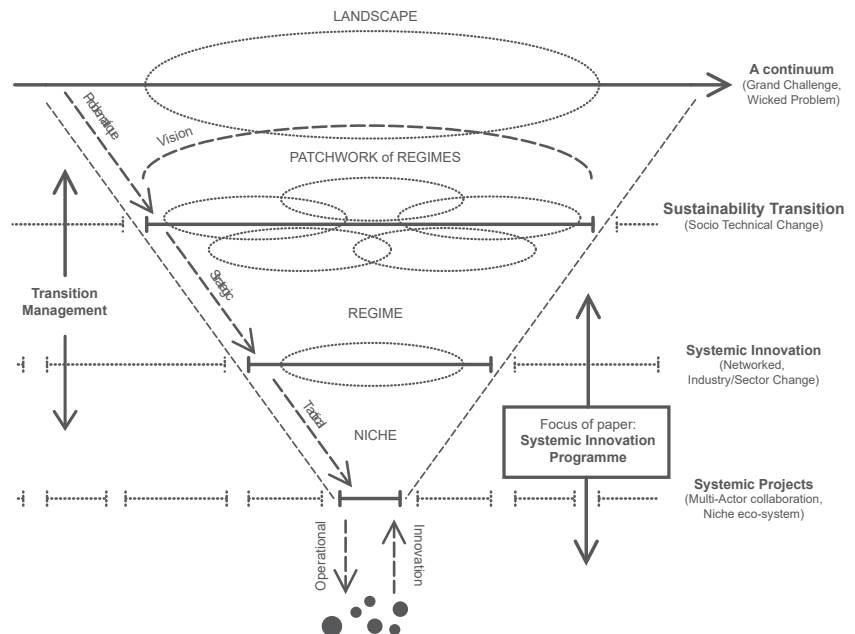 LANDSCAPE
A continuum
(Grand Challenge,
Wicked Problem)
Problematique
Vision
PATCHWORK of REGIMES
Sustainability Transition
(Socio Technical Change)
Strategic
Transition
Management
REGIME
Systemic Innovation
(Networked,
Industry/Sector Change)
Tactical
NICHE
Focus of paper:
Systemic Innovation
Programme
Systemic Projects
(Multi-Actor collaboration,
Niche eco-system)
Operational
Innovation